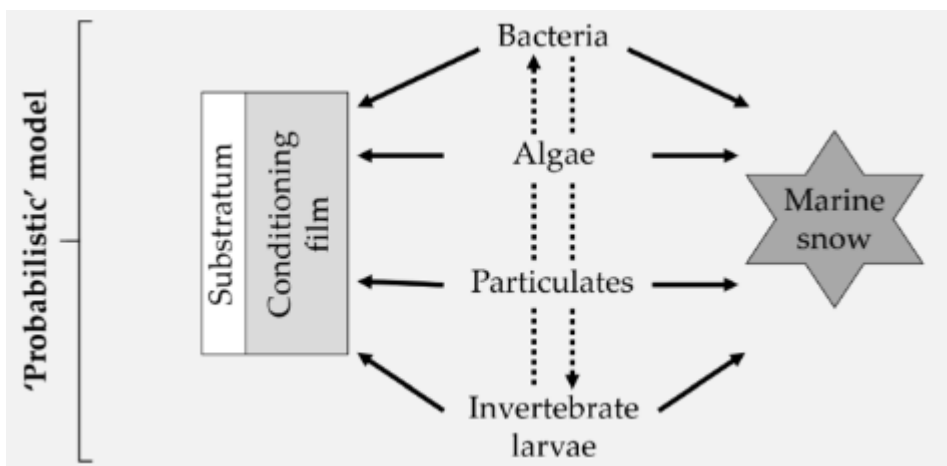 'Probabilistic' model
Substratum
Conditioning
film
Bacteria
Algae
Particulates
Invertebrate
larvae
Marine
snow